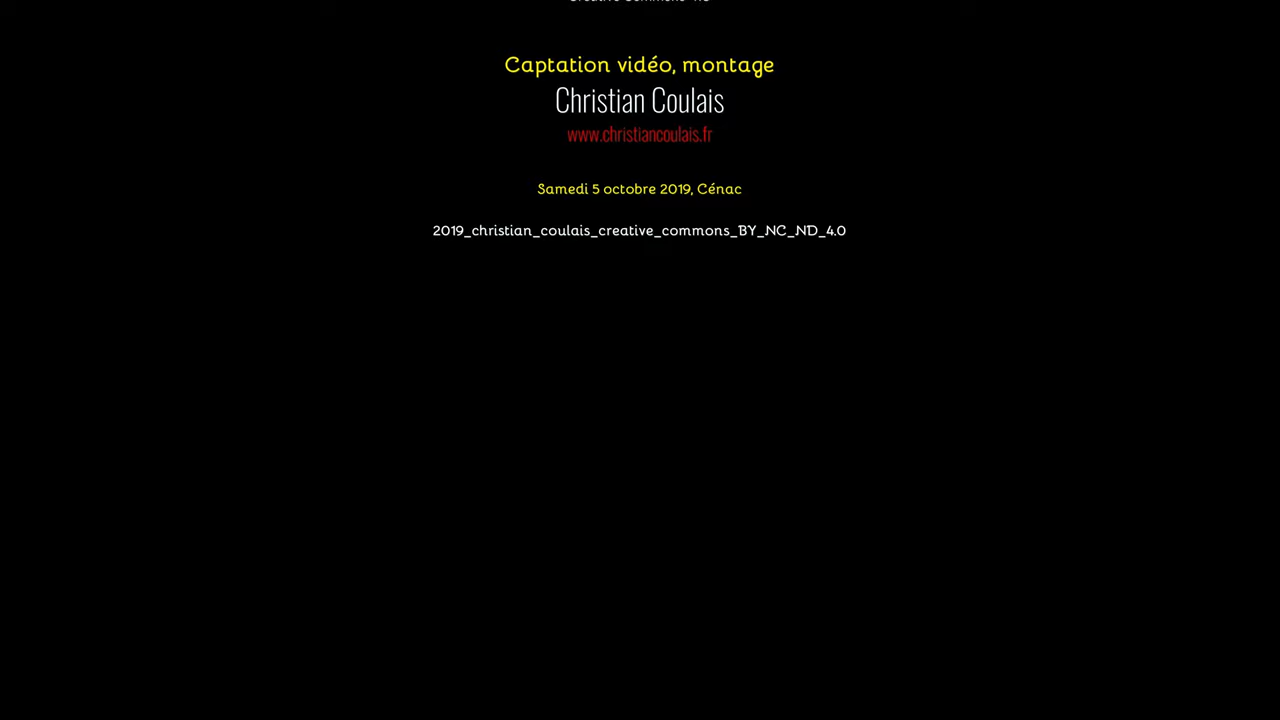 Captation vidéo, montage
Christian Coulais
www.christiancoulais.fr
Samedi 5 octobre 2019, Cénac
2019_christian_coulais_creative_commons_BY_NC_ND_4.0